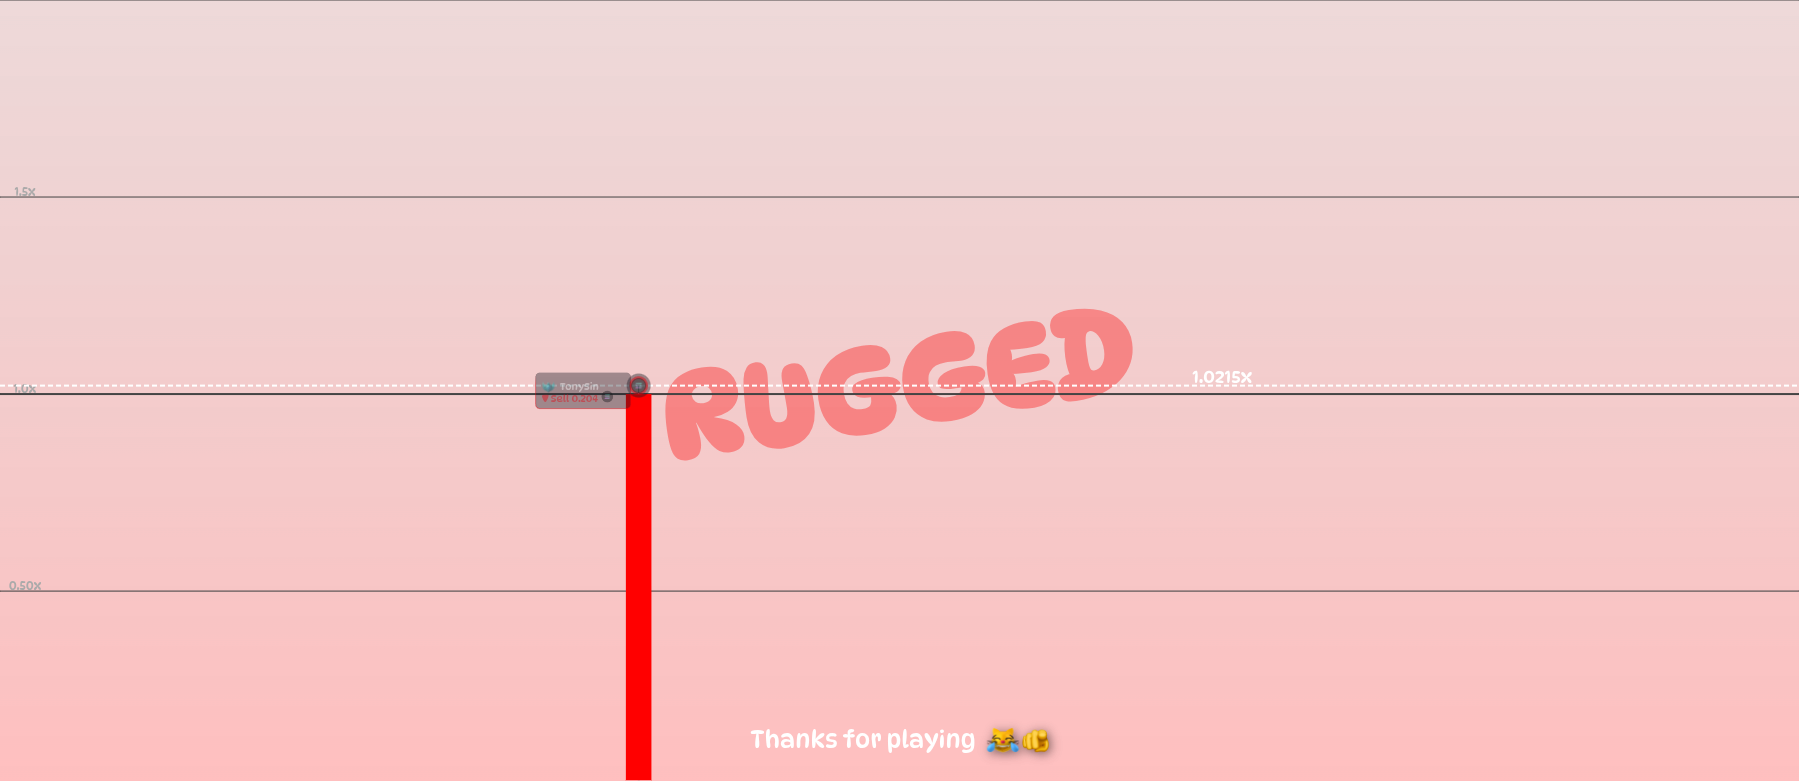 1.5X
RUGGED
1.0215X
1.0X
TonySin
Sell 0.204
0.50X
Thanks for playing